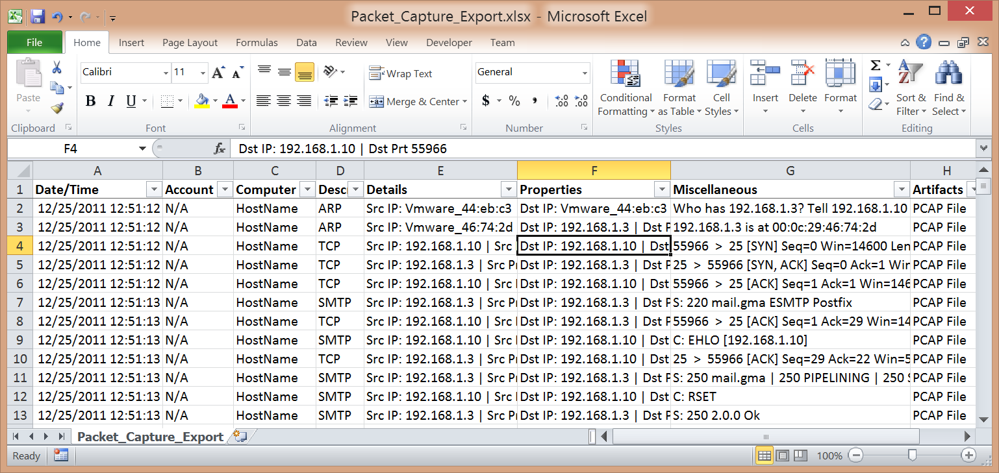 Packet_Capture_Export.xlsx - Microsoft Excel
File Home Insert Page Layout Formulas Data Review View Developer Team
Calibri 11 Wrap Text General
Paste B I U Merge & Center $ % , Conditional Formatting Format as Table Cell Styles Insert Delete Format Sort & Filter Find & Select
Clipboard Font Alignment Number Styles Cells Editing
F4 fx Dst IP: 192.168.1.10 | Dst Prt 55966
A B C D E F G H
1 Date/Time Account Computer Descr Details Properties Miscellaneous Artifacts
2 12/25/2011 12:51:12 N/A HostName ARP Src IP: Vmware_44:eb:c3 Dst IP: Vmware_44:eb:c3 Who has 192.168.1.3? Tell 192.168.1.10 PCAP File
3 12/25/2011 12:51:12 N/A HostName ARP Src IP: Vmware_46:74:2d Dst IP: 192.168.1.3 | Dst P 192.168.1.3 is at 00:0c:29:46:74:2d PCAP File
4 12/25/2011 12:51:12 N/A HostName TCP Src IP: 192.168.1.10 | Src Dst IP: 192.168.1.10 | Dst 55966 > 25 [SYN] Seq=0 Win=14600 Len PCAP File
5 12/25/2011 12:51:12 N/A HostName TCP Src IP: 192.168.1.3 | Src Pr Dst IP: 192.168.1.3 | Dst P 25 > 55966 [SYN, ACK] Seq=0 Ack=1 Win PCAP File
6 12/25/2011 12:51:12 N/A HostName TCP Src IP: 192.168.1.10 | Src Dst IP: 192.168.1.10 | Dst 55966 > 25 [ACK] Seq=1 Ack=1 Win=146 PCAP File
7 12/25/2011 12:51:13 N/A HostName SMTP Src IP: 192.168.1.3 | Src Pr Dst IP: 192.168.1.3 | Dst P S: 220 mail.gma ESMTP Postfix PCAP File
8 12/25/2011 12:51:13 N/A HostName TCP Src IP: 192.168.1.10 | Src Dst IP: 192.168.1.3 | Dst P 55966 > 25 [ACK] Seq=1 Ack=29 Win=14 PCAP File
9 12/25/2011 12:51:13 N/A HostName SMTP Src IP: 192.168.1.10 | Src Dst IP: 192.168.1.10 | Dst C: EHLO [192.168.1.10] PCAP File
10 12/25/2011 12:51:13 N/A HostName TCP Src IP: 192.168.1.3 | Src Pr Dst IP: 192.168.1.10 | Dst 25 > 55966 [ACK] Seq=29 Ack=22 Win=5 PCAP File
11 12/25/2011 12:51:13 N/A HostName SMTP Src IP: 192.168.1.3 | Src Pr Dst IP: 192.168.1.3 | Dst P S: 250 mail.gma | 250 PIPELINING | 250 S PCAP File
12 12/25/2011 12:51:13 N/A HostName SMTP Src IP: 192.168.1.10 | Src Dst IP: 192.168.1.10 | Dst C: RSET PCAP File
13 12/25/2011 12:51:13 N/A HostName SMTP Src IP: 192.168.1.3 | Src Pr Dst IP: 192.168.1.3 | Dst P S: 250 2.0.0 Ok PCAP File
Packet_Capture_Export
Ready 100%